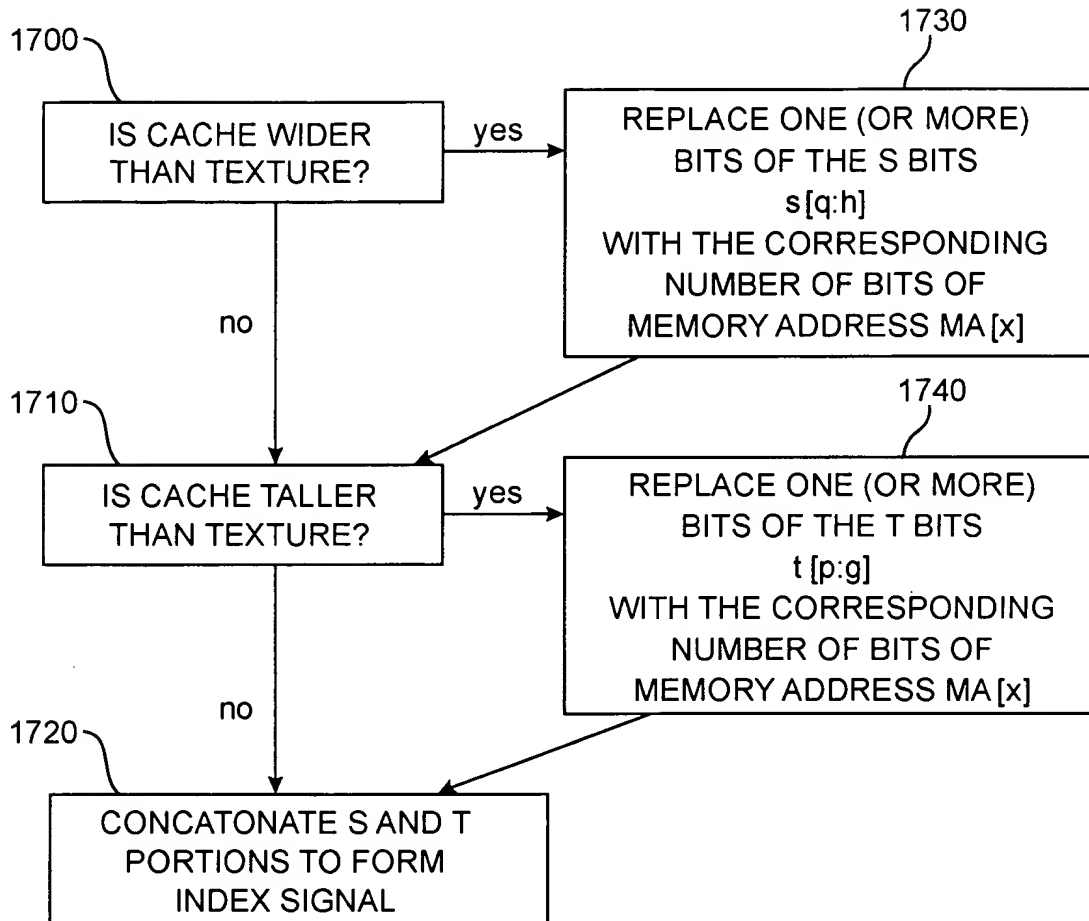 1700
IS CACHE WIDER
THAN TEXTURE?
yes
1730
REPLACE ONE (OR MORE)
BITS OF THE S BITS
s[q:h]
WITH THE CORRESPONDING
NUMBER OF BITS OF
MEMORY ADDRESS MA[x]
no
1710
IS CACHE TALLER
THAN TEXTURE?
yes
1740
REPLACE ONE (OR MORE)
BITS OF THE T BITS
t[p:g]
WITH THE CORRESPONDING
NUMBER OF BITS OF
MEMORY ADDRESS MA[x]
no
1720
CONCATONATE S AND T
PORTIONS TO FORM
INDEX SIGNAL